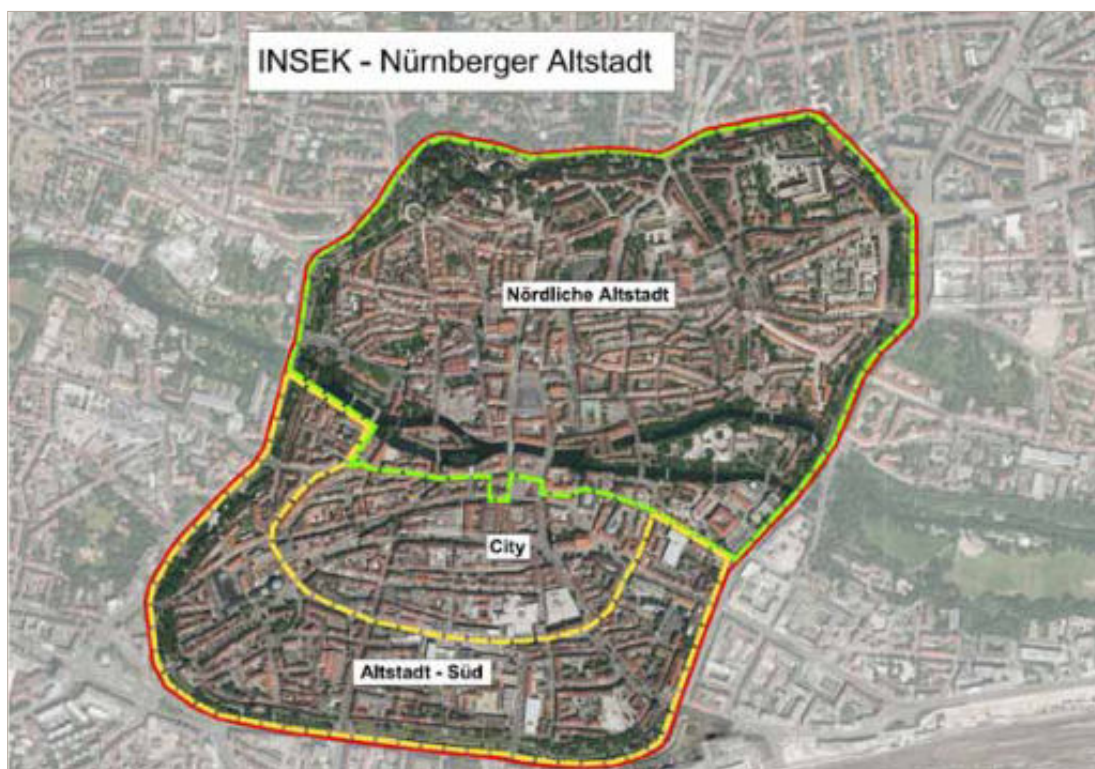 INSEK - Nürnberger Altstadt
Nördliche Altstadt
City
Altstadt - Süd